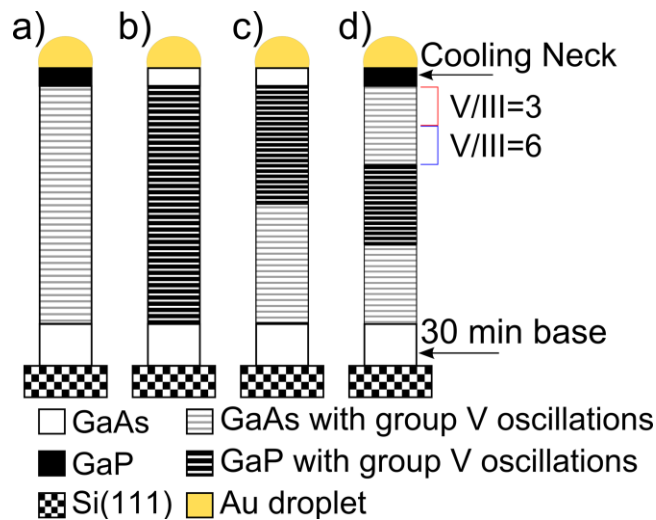 a) b) c) d)
Cooling Neck
V/III=3
V/III=6
30 min base
GaAs GaAs with group V oscillations
GaP GaP with group V oscillations
Si(111) Au droplet